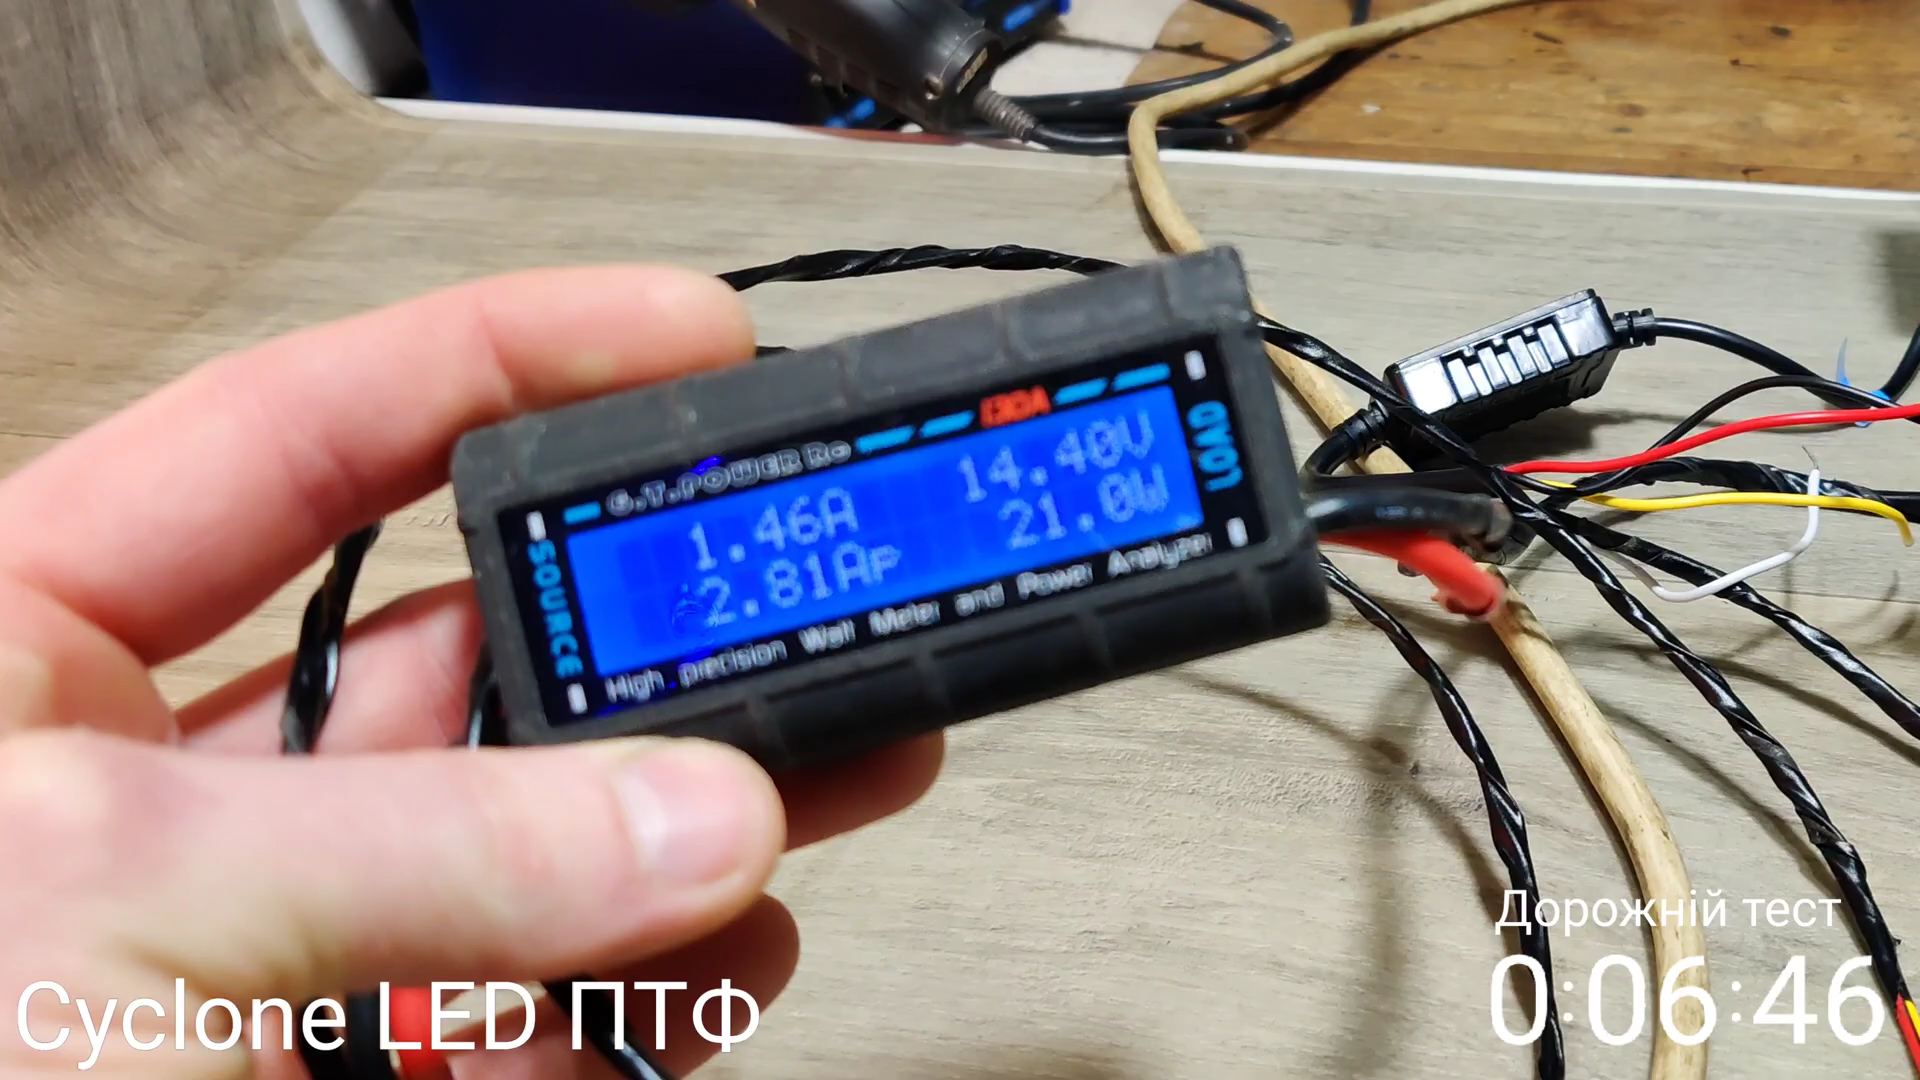 G.T.POWER RC 130A
SOURCE
1.46A 14.40V
2.81Ap 21.0W
LOAD
High precision Watt Meter and Power Analyzer
Дорожній тест
0:06:46
Cyclone LED ПТФ